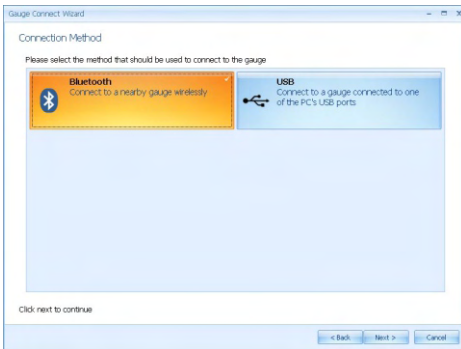 Gauge Connect Wizard
Connection Method
Please select the method that should be used to connect to the gauge
Bluetooth
Connect to a nearby gauge wirelessly
USB
Connect to a gauge connected to one
of the PC's USB ports
Click next to continue
< Back
Next >
Cancel